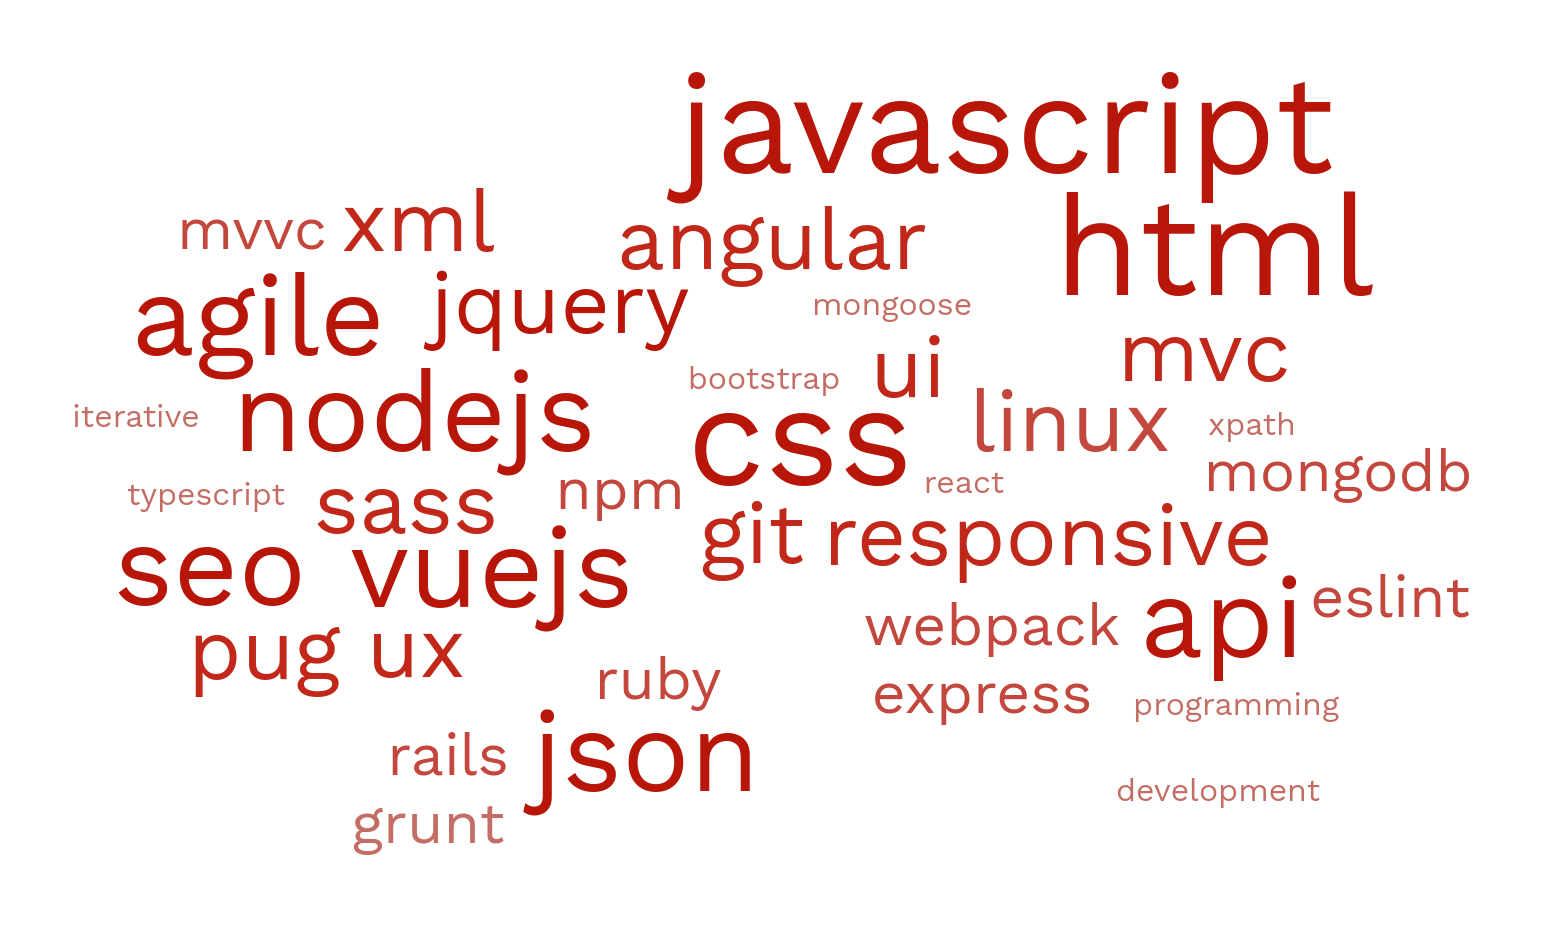 javascript
mvvc xml angular html
agile jquery mongoose
mvc
bootstrap ui
iterative nodejs css linux xpath
mongodb
typescript sass npm react
git responsive
seo vuejs
webpack api eslint
pug ux
ruby express programming
rails json
development
grunt